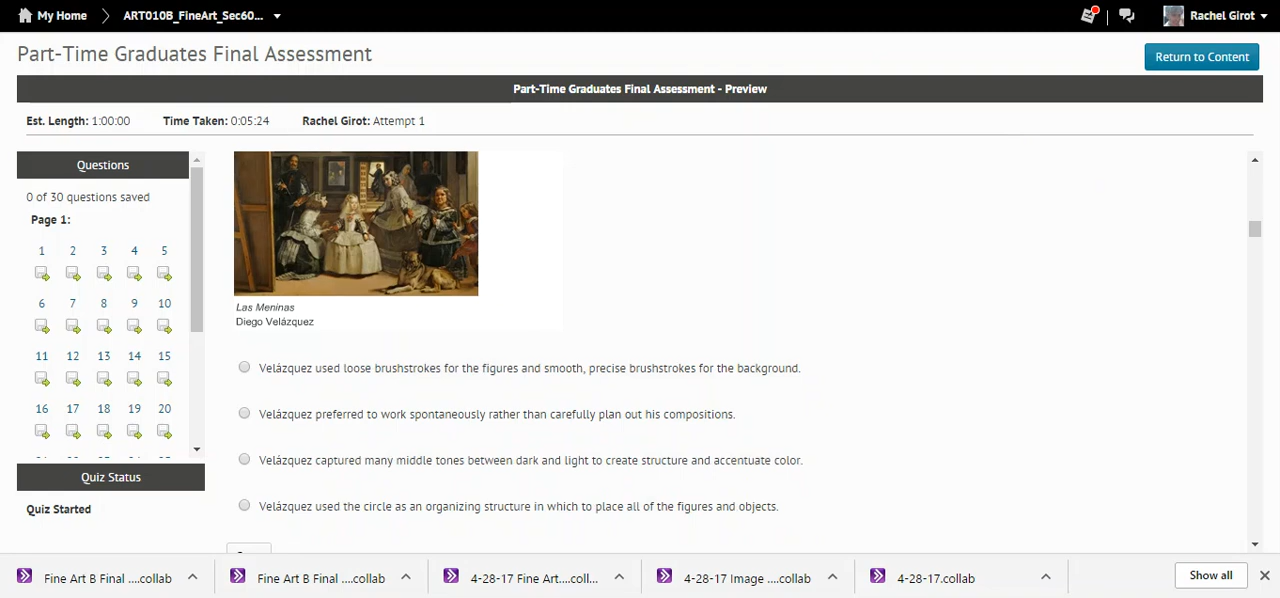 My Home
ART010B_FineArt_Sec60...
Rachel Girot
Part-Time Graduates Final Assessment
Return to Content
Part-Time Graduates Final Assessment - Preview
Est. Length: 1:00:00 Time Taken: 0:05:24 Rachel Girot: Attempt 1
Questions
0 of 30 questions saved
Page 1:
1 2 3 4 5
6 7 8 9 10
11 12 13 14 15
16 17 18 19 20
Quiz Status
Quiz Started
Las Meninas
Diego Velázquez
Velázquez used loose brushstrokes for the figures and smooth, precise brushstrokes for the background.
Velázquez preferred to work spontaneously rather than carefully plan out his compositions.
Velázquez captured many middle tones between dark and light to create structure and accentuate color.
Velázquez used the circle as an organizing structure in which to place all of the figures and objects.
Fine Art B Final ....collab
Fine Art B Final ....collab
4-28-17 Fine Art....coll...
4-28-17 Image ....collab
4-28-17.collab
Show all